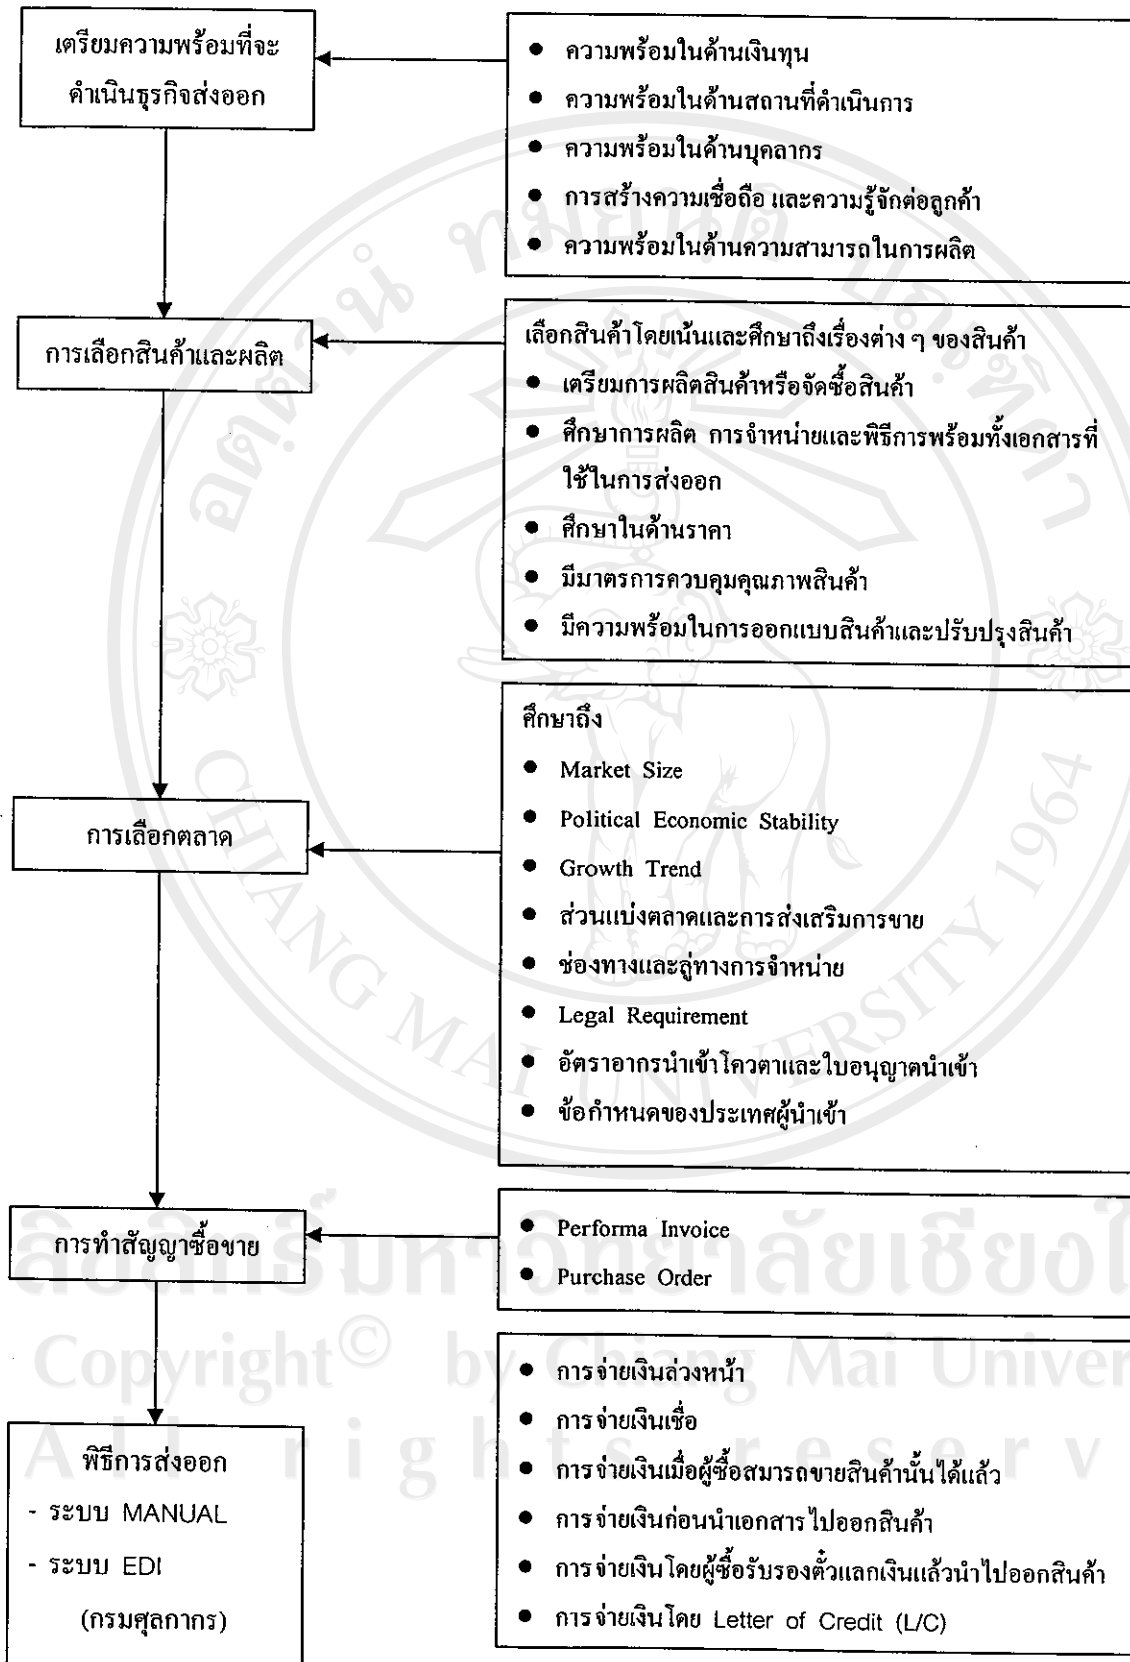 เตรียมความพร้อมที่จะ
ดำเนินธุรกิจส่งออก
● ความพร้อมในด้านเงินทุน
● ความพร้อมในด้านสถานที่ดำเนินการ
● ความพร้อมในด้านบุคลากร
● การสร้างความเชื่อถือ และความรู้จักต่อลูกค้า
● ความพร้อมในด้านความสามารถในการผลิต
การเลือกสินค้าและผลิต
เลือกสินค้าโดยเน้นและศึกษาถึงเรื่องต่าง ๆ ของสินค้า
● เตรียมการผลิตสินค้าหรือจัดซื้อสินค้า
● ศึกษาการผลิต การจำหน่ายและพิธีการพร้อมทั้งเอกสารที่
ใช้ในการส่งออก
● ศึกษาในด้านราคา
● มีมาตรการควบคุมคุณภาพสินค้า
● มีความพร้อมในการออกแบบสินค้าและปรับปรุงสินค้า
การเลือกตลาด
ศึกษาถึง
● Market Size
● Political Economic Stability
● Growth Trend
● ส่วนแบ่งตลาดและการส่งเสริมการขาย
● ช่องทางและลู่ทางการจำหน่าย
● Legal Requirement
● อัตราอากรนำเข้าโควตาและใบอนุญาตนำเข้า
● ข้อกำหนดของประเทศผู้นำเข้า
การทำสัญญาซื้อขาย
● Performa Invoice
● Purchase Order
พิธีการส่งออก
- ระบบ MANUAL
- ระบบ EDI
(กรมศุลกากร)
● การจ่ายเงินล่วงหน้า
● การจ่ายเงินเชื่อ
● การจ่ายเงินเมื่อผู้ซื้อสมารถขายสินค้านั้นได้แล้ว
● การจ่ายเงินก่อนนำเอกสารไปออกสินค้า
● การจ่ายเงินโดยผู้ซื้อรับรองตั๋วแลกเงินแล้วนำไปออกสินค้า
● การจ่ายเงินโดย Letter of Credit (L/C)
CHIANG MAI UNIVERSITY 1964
Copyright© by Chiang Mai Univer
All rights reserv